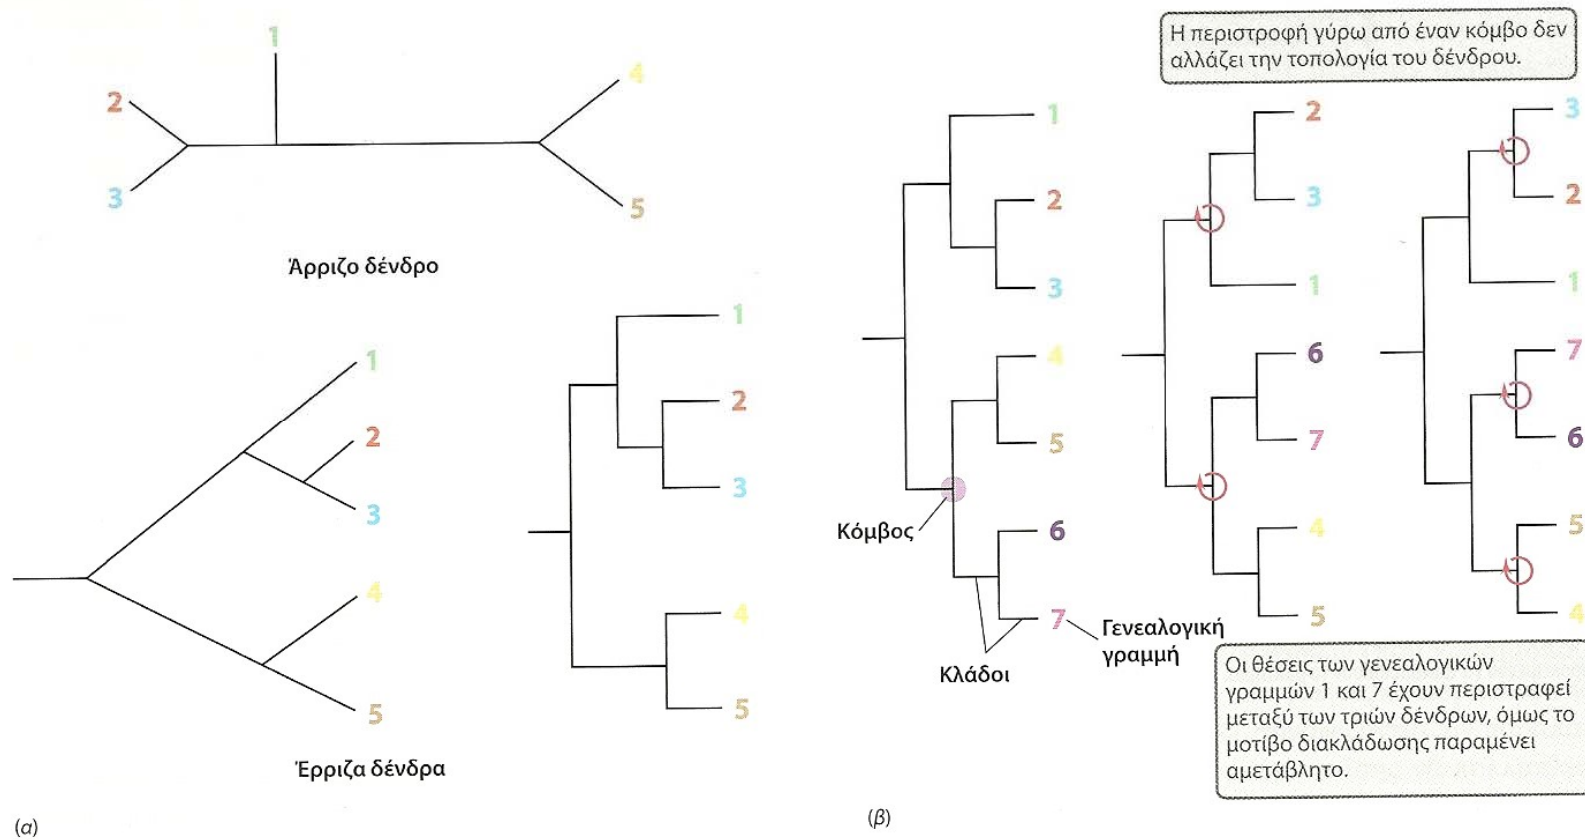 1
2
3
4
5
Άρριζο δένδρο
1
2
3
4
5
1
2
3
4
5
Έρριζα δένδρα
(α)
Η περιστροφή γύρω από έναν κόμβο δεν
αλλάζει την τοπολογία του δένδρου.
1
2
3
4
5
6
7
Κόμβος
Κλάδοι
Γενεαλογική
γραμμή
2
3
1
6
7
4
5
3
2
1
7
6
5
4
Οι θέσεις των γενεαλογικών
γραμμών 1 και 7 έχουν περιστραφεί
μεταξύ των τριών δένδρων, όμως το
μοτίβο διακλάδωσης παραμένει
αμετάβλητο.
(β)